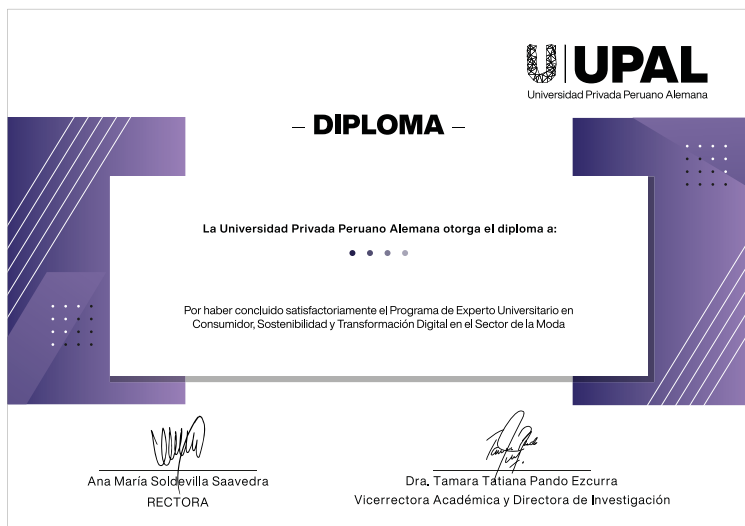 UPAL
Universidad Privada Peruano Alemana
– DIPLOMA –
La Universidad Privada Peruano Alemana otorga el diploma a:
Por haber concluido satisfactoriamente el Programa de Experto Universitario en
Consumidor, Sostenibilidad y Transformación Digital en el Sector de la Moda
Ana María Soldevilla Saavedra
RECTORA
Dra. Tamara Tatiana Pando Ezcurra
Vicerrectora Académica y Directora de Investigación